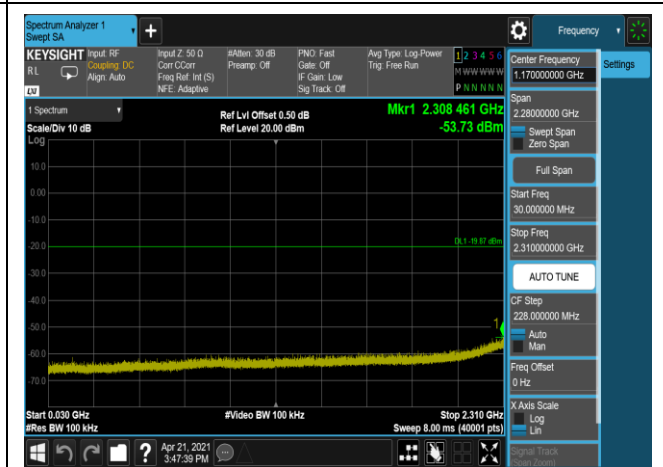 Spectrum Analyzer 1
Swept SA
Frequency
KEYSIGHT
RL
LXI
Input: RF
Coupling: DC
Align: Auto
Input Z: 50 Ω
Corr CCorr
Freq Ref: Int (S)
NFE: Adaptive
#Atten: 30 dB
Preamp: Off
PNO: Fast
Gate: Off
IF Gain: Low
Sig Track: Off
Avg Type: Log-Power
Trig: Free Run
1 2 3 4 5 6
M W W W W W
P N N N N N
Center Frequency
1.170000000 GHz
Settings
Span
2.28000000 GHz
Swept Span
Zero Span
Full Span
Start Freq
30.000000 MHz
Stop Freq
2.310000000 GHz
AUTO TUNE
CF Step
228.000000 MHz
Auto
Man
Freq Offset
0 Hz
X Axis Scale
Log
Lin
Signal Track
(Span Zoom)
1 Spectrum
Scale/Div 10 dB
Log
Ref Lvl Offset 0.50 dB
Ref Level 20.00 dBm
Mkr1 2.308 461 GHz
-53.73 dBm
10.0
0.00
-10.0
-20.0
DL1 -19.87 dBm
-30.0
-40.0
-50.0
1
-60.0
-70.0
Start 0.030 GHz
#Res BW 100 kHz
#Video BW 100 kHz
Stop 2.310 GHz
Sweep 8.00 ms (40001 pts)
Apr 21, 2021
3:47:39 PM